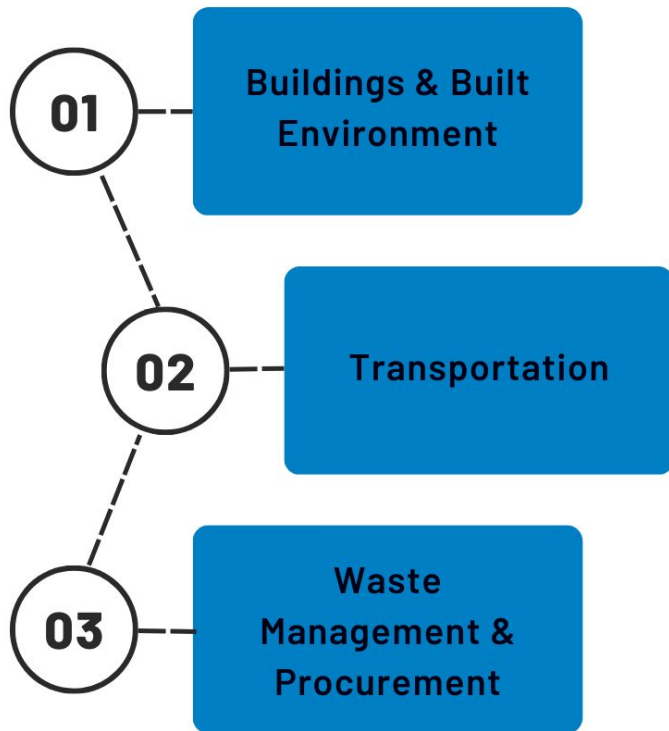 01
Buildings & Built
Environment
02
Transportation
03
Waste
Management &
Procurement